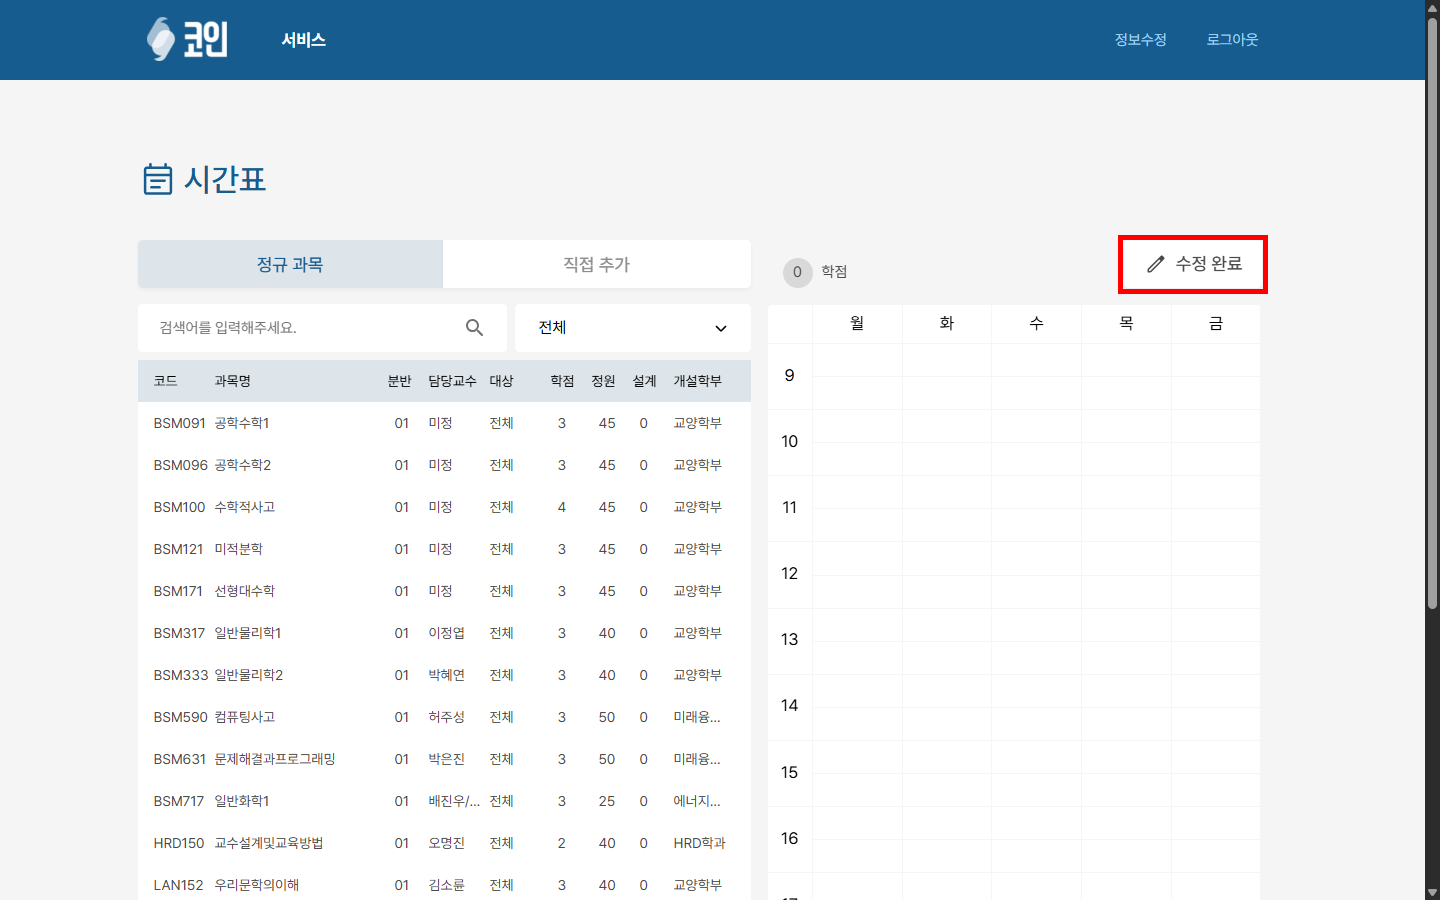 코인 서비스 정보수정 로그아웃
시간표
정규 과목 직접 추가
0 학점 수정 완료
검색어를 입력해주세요. 전체
월 화 수 목 금
코드 과목명 분반 담당교수 대상 학점 정원 설계 개설학부
BSM091 공학수학1 01 미정 전체 3 45 0 교양학부
BSM096 공학수학2 01 미정 전체 3 45 0 교양학부
BSM100 수학적사고 01 미정 전체 4 45 0 교양학부
BSM121 미적분학 01 미정 전체 3 45 0 교양학부
BSM171 선형대수학 01 미정 전체 3 45 0 교양학부
BSM317 일반물리학1 01 이정엽 전체 3 40 0 교양학부
BSM333 일반물리학2 01 박혜연 전체 3 40 0 교양학부
BSM590 컴퓨팅사고 01 허주성 전체 3 50 0 미래융...
BSM631 문제해결과프로그래밍 01 박은진 전체 3 50 0 미래융...
BSM717 일반화학1 01 배진우/... 전체 3 25 0 에너지...
HRD150 교수설계및교육방법 01 오명진 전체 2 40 0 HRD학과
LAN152 우리문학의이해 01 김소륜 전체 3 40 0 교양학부
9
10
11
12
13
14
15
16